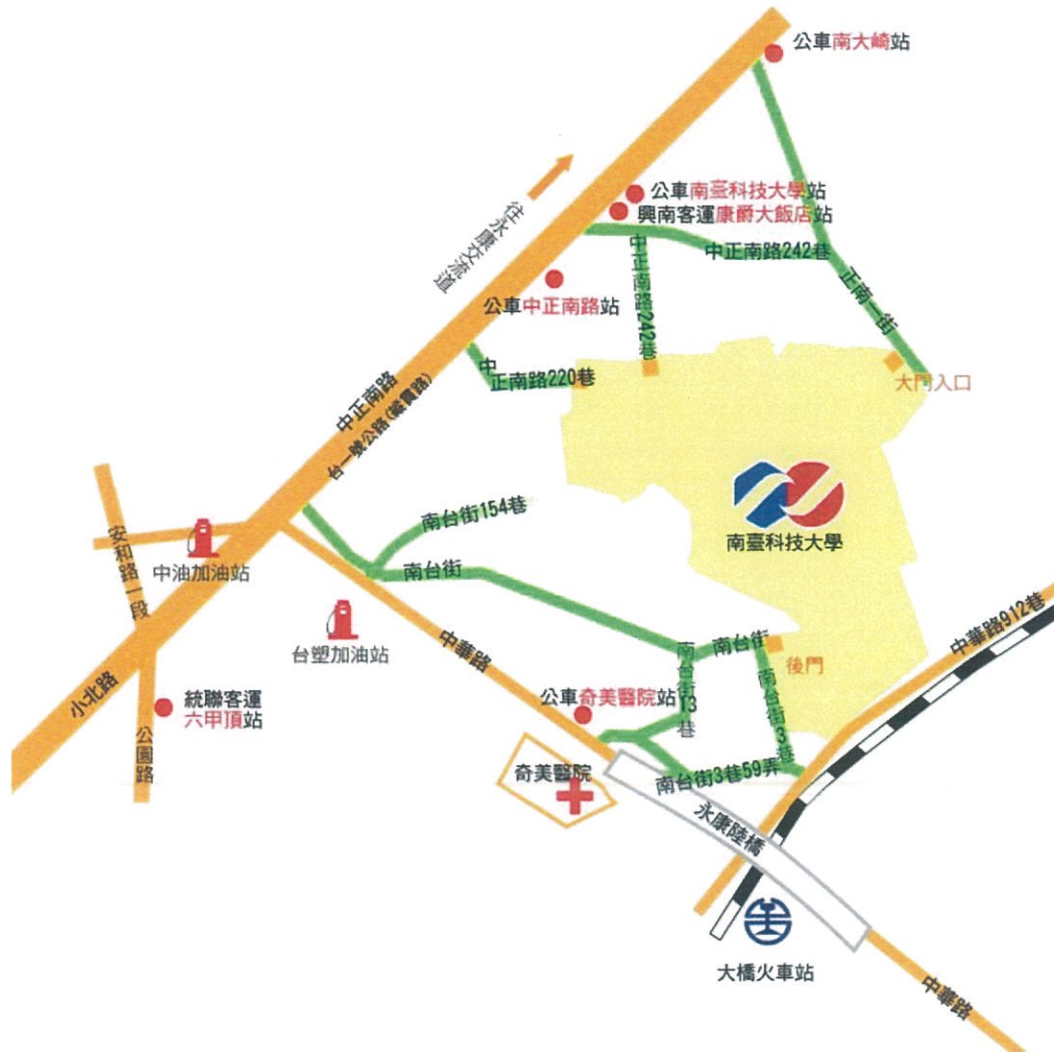 公車南大崎站
公車南臺科技大學站
興南客運康爵大飯店站
往永康交流道
中正南路242巷
中正南路242巷
正南一街
公車中正南路站
中正南路220巷
大門入口
中正南路
台一號公路(縱貫路)
南臺科技大學
南台街154巷
南台街
安和路一段
中油加油站
台塑加油站
中華路
南台街
後門
中華路912巷
南台街13巷
南台街3巷
小北路
統聯客運
六甲頂站
公車奇美醫院站
公園路
奇美醫院
南台街3巷59弄
永康陸橋
大橋火車站
中華路